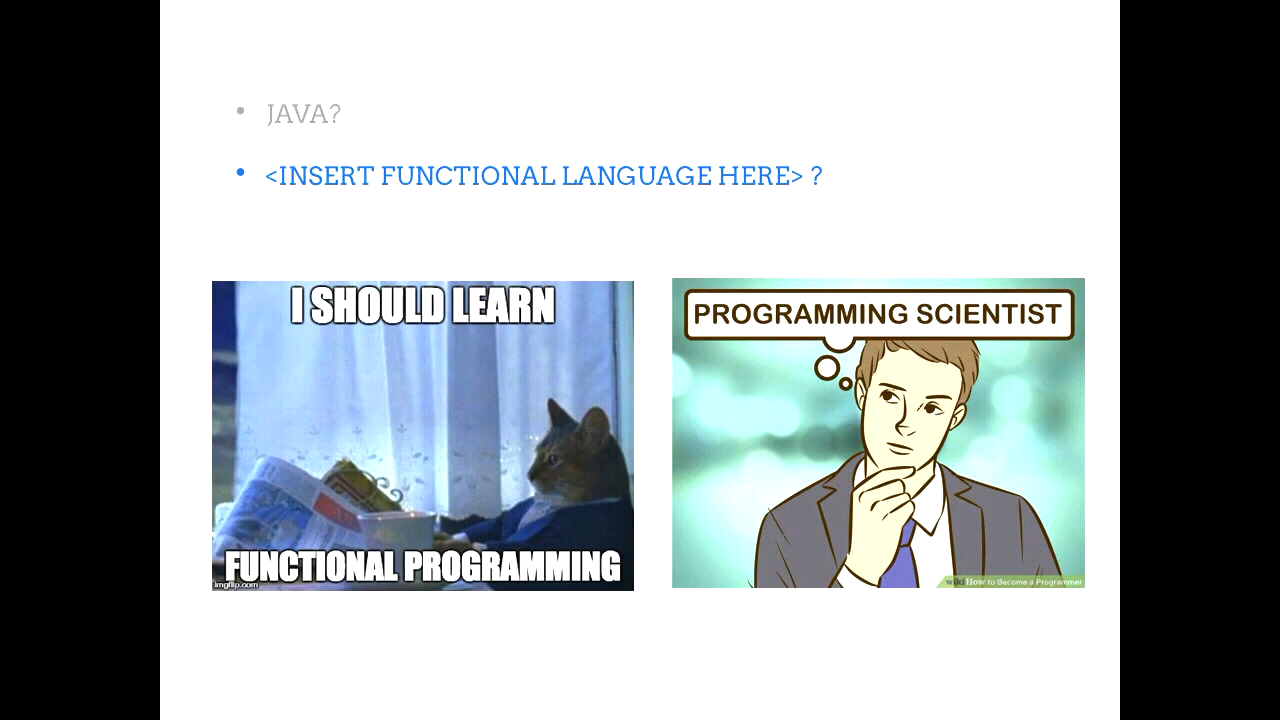 • JAVA?
• <INSERT FUNCTIONAL LANGUAGE HERE> ?
I SHOULD LEARN
FUNCTIONAL PROGRAMMING
imgflip.com
PROGRAMMING SCIENTIST
wikiHow to Become a Programmer